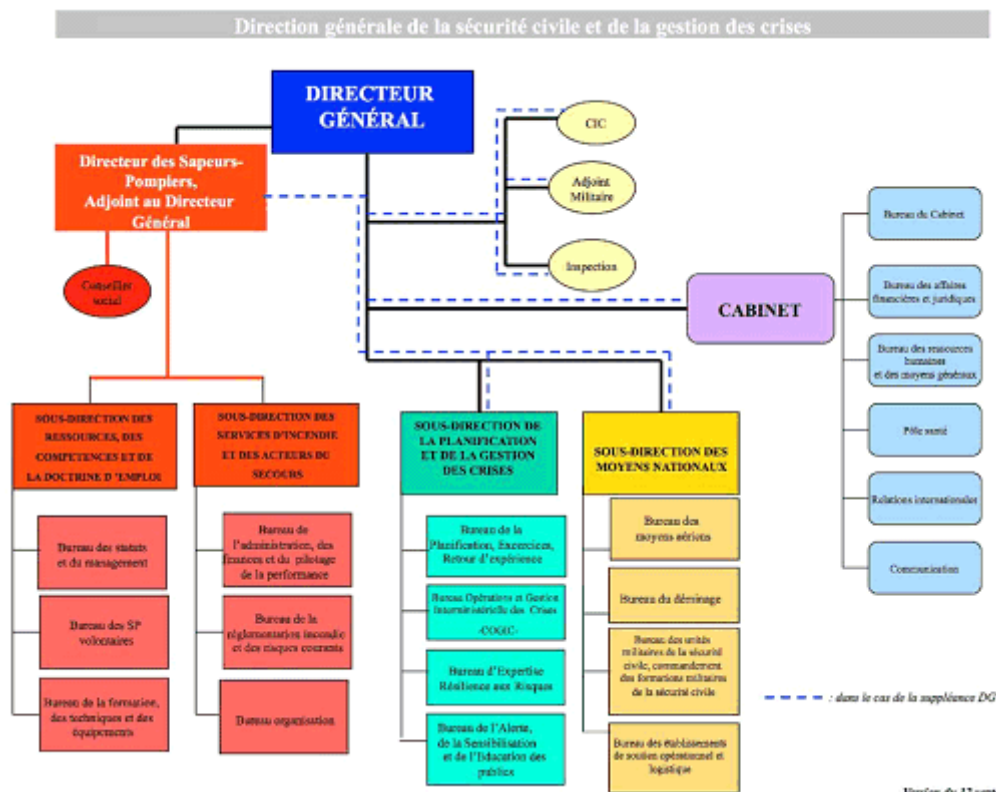 Direction générale de la sécurité civile et de la gestion des crises
DIRECTEUR
GÉNÉRAL
Directeur des Sapeurs-
Pompiers,
Adjoint au Directeur
Général
Conseiller
social
CIC
Adjoint
Militaire
Inspection
CABINET
Bureau du Cabinet
Bureau des affaires
financières et juridiques
Bureau des ressources
humaines
et des moyens généraux
Pôle santé
Relations internationales
Communication
SOUS-DIRECTION DES
RESSOURCES, DES
COMPETENCES ET DE
LA DOCTRINE D'EMPLOI
Bureau des statuts
et du management
Bureau des SP
volontaires
Bureau de la formation,
des techniques et des
équipements
SOUS-DIRECTION DES
SERVICES D'INCENDIE
ET DES ACTEURS DU
SECOURS
Bureau de
l'administration, des
finances et du pilotage
de la performance
Bureau de la
réglementation incendie
et des risques courants
Bureau organisation
SOUS-DIRECTION DE
LA PLANIFICATION
ET DE LA GESTION
DES CRISES
Bureau de la
Planification, Excercices,
Retour d'expérience
Bureau Opérations et Gestion
Interministérielle des Crises
-COGIC-
Bureau d'Expertise
Résilience aux Risques
Bureau de l'Alerte,
de la Sensibilisation
et de l'Education des
publics
SOUS-DIRECTION DES
MOYENS NATIONAUX
Bureau des
moyens aériens
Bureau du déminage
Bureau des unités
militaires de la sécurité
civile, commandement
des formations militaires
de la sécurité civile
Bureau des établissements
de soutien opérationnel et
logistique
: dans le cas de la suppléance DG
Version du 12